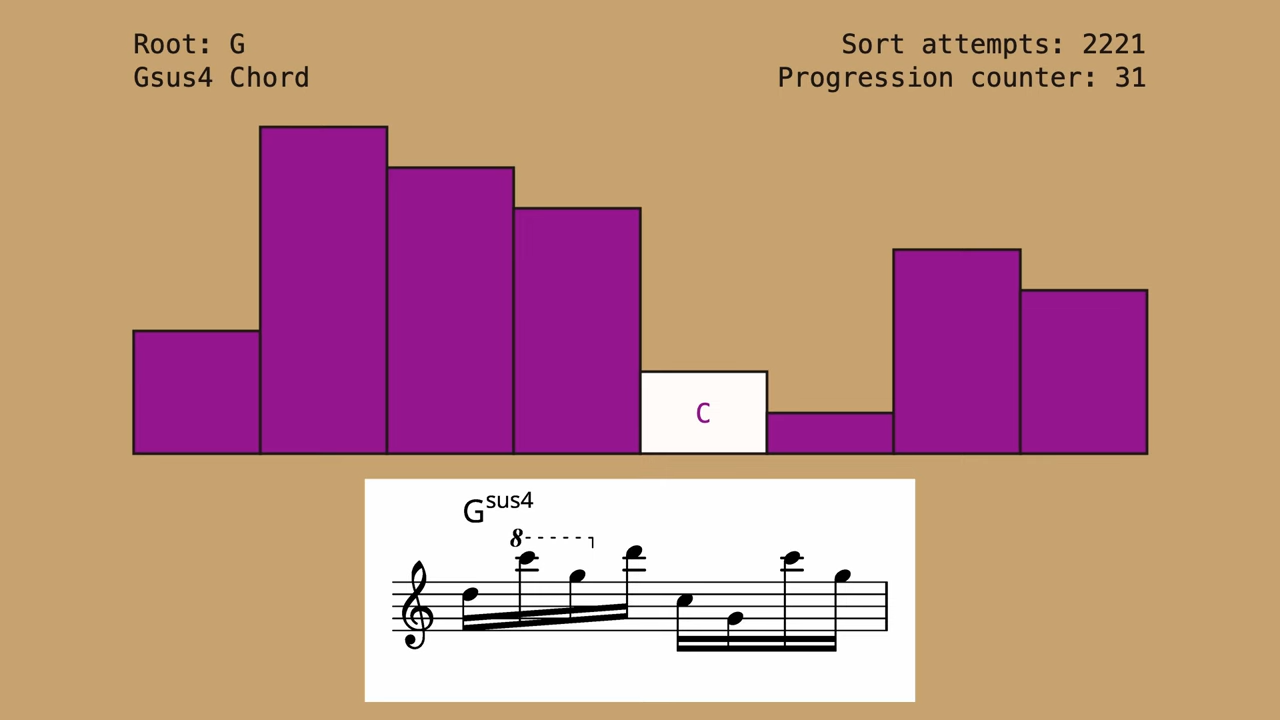 Root: G
Gsus4 Chord
Sort attempts: 2221
Progression counter: 31
C
Gsus4
8